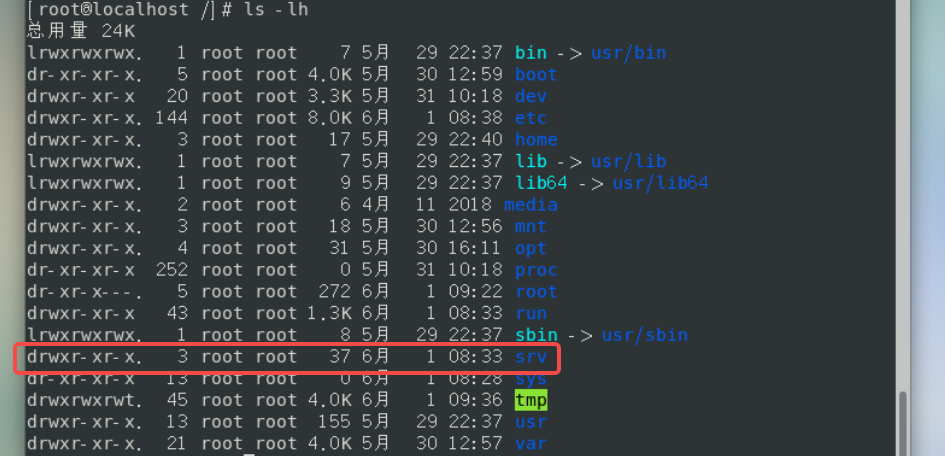 [root@localhost /]# ls -lh
总用量 24K
lrwxrwxrwx.   1 root root    7 5月   29 22:37 bin -> usr/bin
dr-xr-xr-x.   5 root root 4.0K 5月   30 12:59 boot
drwxr-xr-x   20 root root 3.3K 5月   31 10:18 dev
drwxr-xr-x. 144 root root 8.0K 6月    1 08:38 etc
drwxr-xr-x.   3 root root   17 5月   29 22:40 home
lrwxrwxrwx.   1 root root    7 5月   29 22:37 lib -> usr/lib
lrwxrwxrwx.   1 root root    9 5月   29 22:37 lib64 -> usr/lib64
drwxr-xr-x.   2 root root    6 4月   11 2018 media
drwxr-xr-x.   3 root root   18 5月   30 12:56 mnt
drwxr-xr-x.   4 root root   31 5月   30 16:11 opt
dr-xr-xr-x  252 root root    0 5月   31 10:18 proc
dr-xr-x---.   5 root root  272 6月    1 09:22 root
drwxr-xr-x   43 root root 1.3K 6月    1 08:33 run
lrwxrwxrwx.   1 root root    8 5月   29 22:37 sbin -> usr/sbin
drwxr-xr-x.   3 root root   37 6月    1 08:33 srv
dr-xr-xr-x   13 root root    0 6月    1 08:28 sys
drwxrwxrwt.  45 root root 4.0K 6月    1 09:36 tmp
drwxr-xr-x.  13 root root  155 5月   29 22:37 usr
drwxr-xr-x.  21 root root 4.0K 5月   30 12:57 var